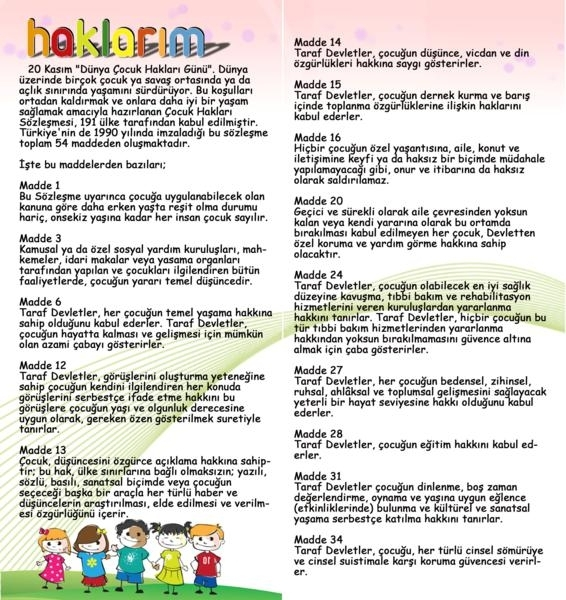 haklarım
20 Kasım "Dünya Çocuk Hakları Günü". Dünya
üzerinde birçok çocuk ya savaş ortasında ya da
açlık sınırında yaşamını sürdürüyor. Bu koşulları
ortadan kaldırmak ve onlara daha iyi bir yaşam
sağlamak amacıyla hazırlanan Çocuk Hakları
Sözleşmesi, 191 ülke tarafından kabul edilmiştir.
Türkiye'nin de 1990 yılında imzaladığı bu sözleşme
toplam 54 maddeden oluşmaktadır.
İşte bu maddelerden bazıları;
Madde 1
Bu Sözleşme uyarınca çocuğa uygulanabilecek olan
kanuna göre daha erken yaşta reşit olma durumu
hariç, onsekiz yaşına kadar her insan çocuk sayılır.
Madde 3
Kamusal ya da özel sosyal yardım kuruluşları, mah-
kemeler, idari makalar veya yasama organları
tarafından yapılan ve çocukları ilgilendiren bütün
faaliyetlerde, çocuğun yararı temel düşüncedir.
Madde 6
Taraf Devletler, her çocuğun temel yaşama hakkına
sahip olduğunu kabul ederler. Taraf Devletler,
çocuğun hayatta kalması ve gelişmesi için mümkün
olan azami çabayı gösterirler.
Madde 12
Taraf Devletler, görüşlerini oluşturma yeteneğine
sahip çocuğun kendini ilgilendiren her konuda
görüşlerini serbestçe ifade etme hakkını bu
görüşlere çocuğun yaşı ve olgunluk derecesine
uygun olarak, gereken özen gösterilmek suretiyle
tanırlar.
Madde 13
Çocuk, düşüncesini özgürce açıklama hakkına sahip-
tir; bu hak, ülke sınırlarına bağlı olmaksızın; yazılı,
sözlü, basılı, sanatsal biçimde veya çocuğun
seçeceği başka bir araçla her türlü haber ve
düşüncelerin araştırılması, elde edilmesi ve verilm-
esi özgürlüğünü içerir.
Madde 14
Taraf Devletler, çocuğun düşünce, vicdan ve din
özgürlükleri hakkına saygı gösterirler.
Madde 15
Taraf Devletler, çocuğun dernek kurma ve barış
içinde toplanma özgürlüklerine ilişkin haklarını
kabul ederler.
Madde 16
Hiçbir çocuğun özel yaşantısına, aile, konut ve
iletişimine keyfi ya da haksız bir biçimde müdahale
yapılamayacağı gibi, onur ve itibarına da haksız
olarak saldırılamaz.
Madde 20
Geçici ve sürekli olarak aile çevresinden yoksun
kalan veya kendi yararına olarak bu ortamda
bırakılması kabul edilmeyen her çocuk, Devletten
özel koruma ve yardım görme hakkına sahip
olacaktır.
Madde 24
Taraf Devletler, çocuğun olabilecek en iyi sağlık
düzeyine kavuşma, tıbbi bakım ve rehabilitasyon
hizmetlerini veren kuruluşlardan yararlanma
hakkını tanırlar. Taraf Devletler, hiçbir çocuğun bu
tür tıbbi bakım hizmetlerinden yararlanma
hakkından yoksun bırakılmamasını güvence altına
almak için çaba gösterirler.
Madde 27
Taraf Devletler, her çocuğun bedensel, zihinsel,
ruhsal, ahlâksal ve toplumsal gelişmesini sağlayacak
yeterli bir hayat seviyesine hakkı olduğunu kabul
ederler.
Madde 28
Taraf Devletler, çocuğun eğitim hakkını kabul ed-
erler.
Madde 31
Taraf Devletler çocuğun dinlenme, boş zaman
değerlendirme, oynama ve yaşına uygun eğlence
(etkinliklerinde) bulunma ve kültürel ve sanatsal
yaşama serbestçe katılma hakkını tanırlar.
Madde 34
Taraf Devletler, çocuğu, her türlü cinsel sömürüye
ve cinsel suistimale karşı koruma güvencesi verirl-
er.